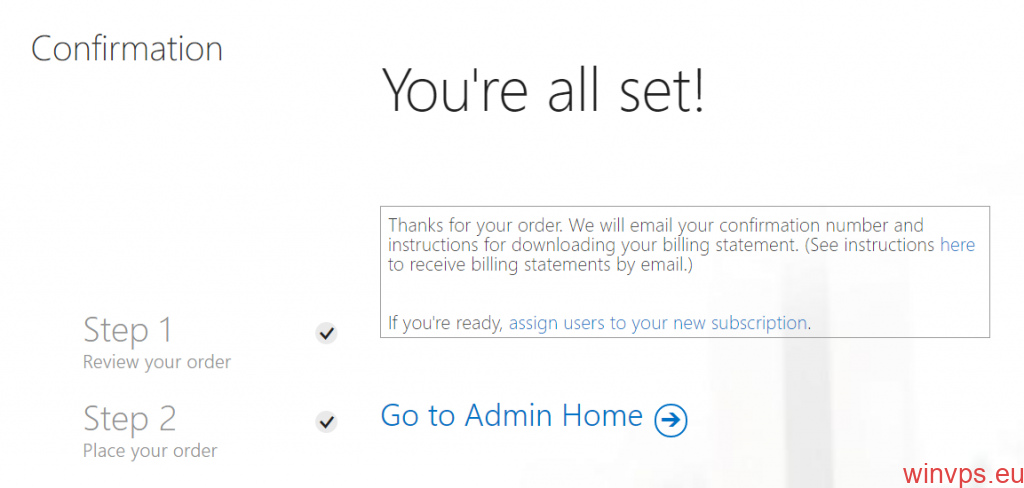 Confirmation
You're all set!
Thanks for your order. We will email your confirmation number and
instructions for downloading your billing statement. (See instructions here
to receive billing statements by email.)
If you're ready, assign users to your new subscription.
Step 1
Review your order
Step 2
Place your order
Go to Admin Home
winvps.eu